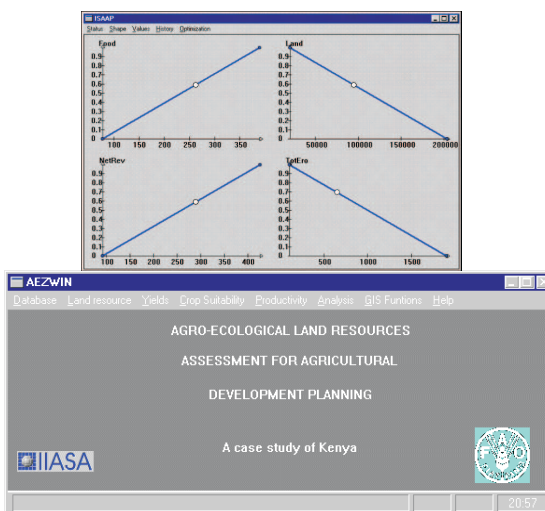 ISAAP
Status Shape Values History Optimization
Food
0.9
0.8
0.7
0.6
0.5
0.4
0.3
0.2
0.1
0
100 150 200 250 300 350
Land
0.9
0.8
0.7
0.6
0.5
0.4
0.3
0.2
0.1
0
50000 100000 150000 200000
NetRev
0.9
0.8
0.7
0.6
0.5
0.4
0.3
0.2
0.1
0
100 150 200 250 300 350 400
TotEro
0.9
0.8
0.7
0.6
0.5
0.4
0.3
0.2
0.1
0
500 1000 1500
AEZWIN
Database Land resource Yields Crop Suitability Productivity Analysis GIS Funtions Help
AGRO-ECOLOGICAL LAND RESOURCES
ASSESSMENT FOR AGRICULTURAL
DEVELOPMENT PLANNING
A case study of Kenya
IIASA
F A O
20:57